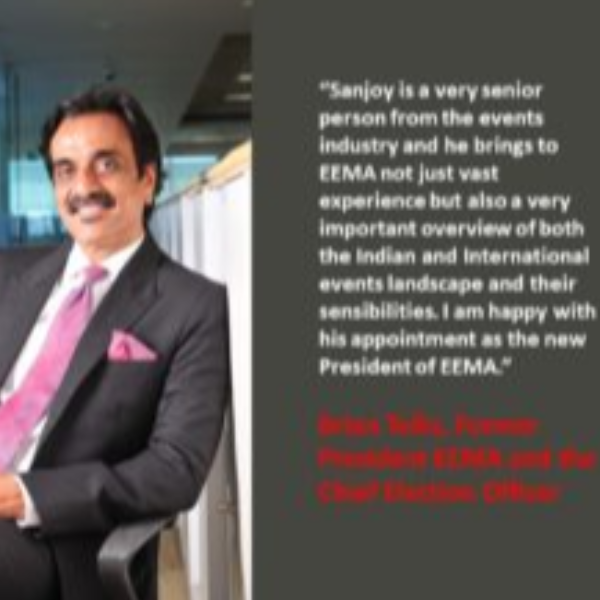 “Sanjoy is a very senior
person from the events
industry and he brings to
EEMA not just vast
experience but also a very
important overview of both
the Indian and International
events landscape and their
sensibilities. I am happy with
his appointment as the new
President of EEMA.”
Brian Tellis, Former
President EEMA and the
Chief Election Officer